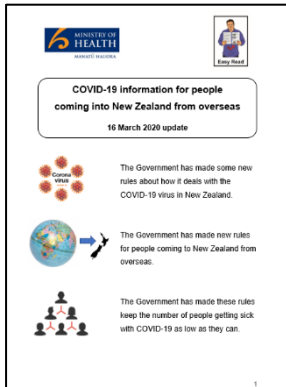 MINISTRY OF
HEALTH
MANATŪ HAUORA
Easy Read
COVID-19 information for people
coming into New Zealand from overseas
16 March 2020 update
Corona
virus
The Government has made some new
rules about how it deals with the
COVID-19 virus in New Zealand.
The Government has made new rules
for people coming to New Zealand from
overseas.
The Government has made these rules
keep the number of people getting sick
with COVID-19 as low as they can.
1